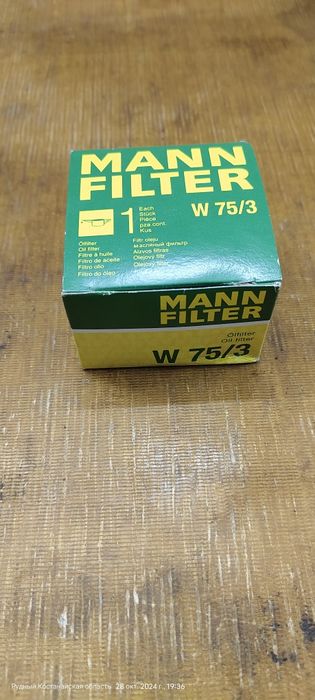 MANN
FILTER
1
Each
Stück
Pièce
pza.cont.
Kus
W 75/3
Ölfilter
Oil filter
Filtre à huile
Filtro de aceite
Filtro olio
Filtro do óleo
Filtr oleju
масляный фильтр
Alyvos filtras
Olejový filtr
Olejový filter
MANN
FILTER
Ölfilter
Oil filter
W 75/3
Рудный Костанайская область 28 окт. 2024 г., 19:36